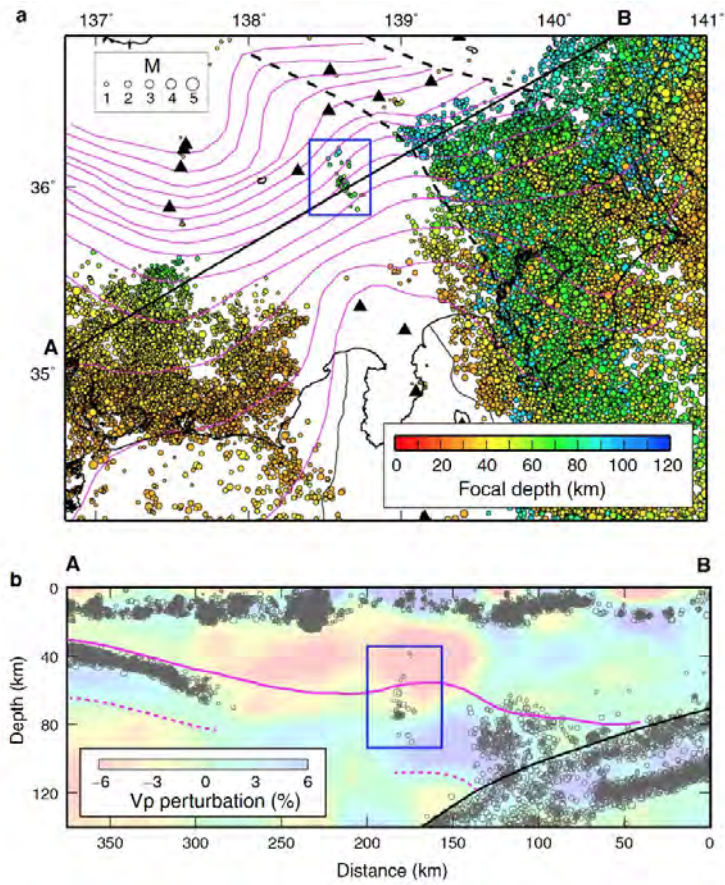 a
137° 138° 139° 140° B 141°
M
1 2 3 4 5
36°
A
35°
0 20 40 60 80 100 120
Focal depth (km)
b
A B
0
40
80
120
Depth (km)
−6 −3 0 3 6
Vp perturbation (%)
350 300 250 200 150 100 50 0
Distance (km)